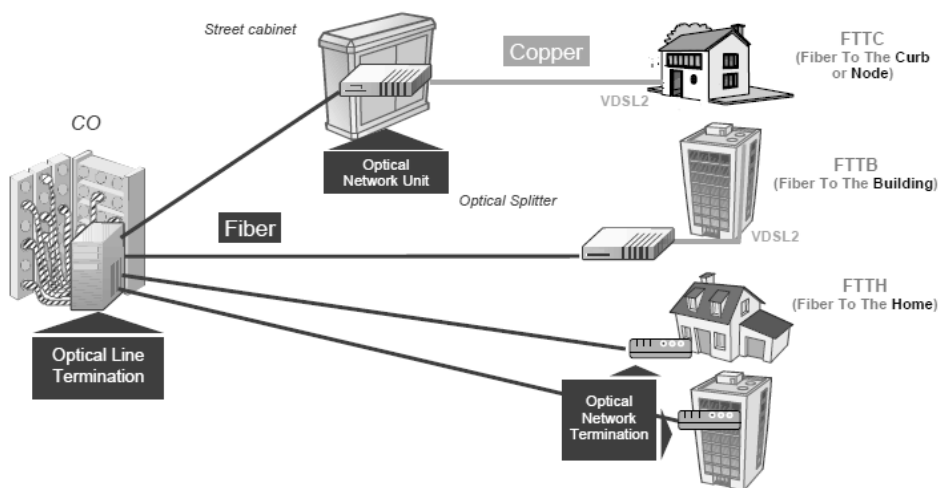 Street cabinet
Copper
FTTC
(Fiber To The Curb
or Node)
VDSL2
CO
Optical
Network Unit
FTTB
(Fiber To The Building)
Optical Splitter
Fiber
VDSL2
FTTH
(Fiber To The Home)
Optical Line
Termination
Optical
Network
Termination